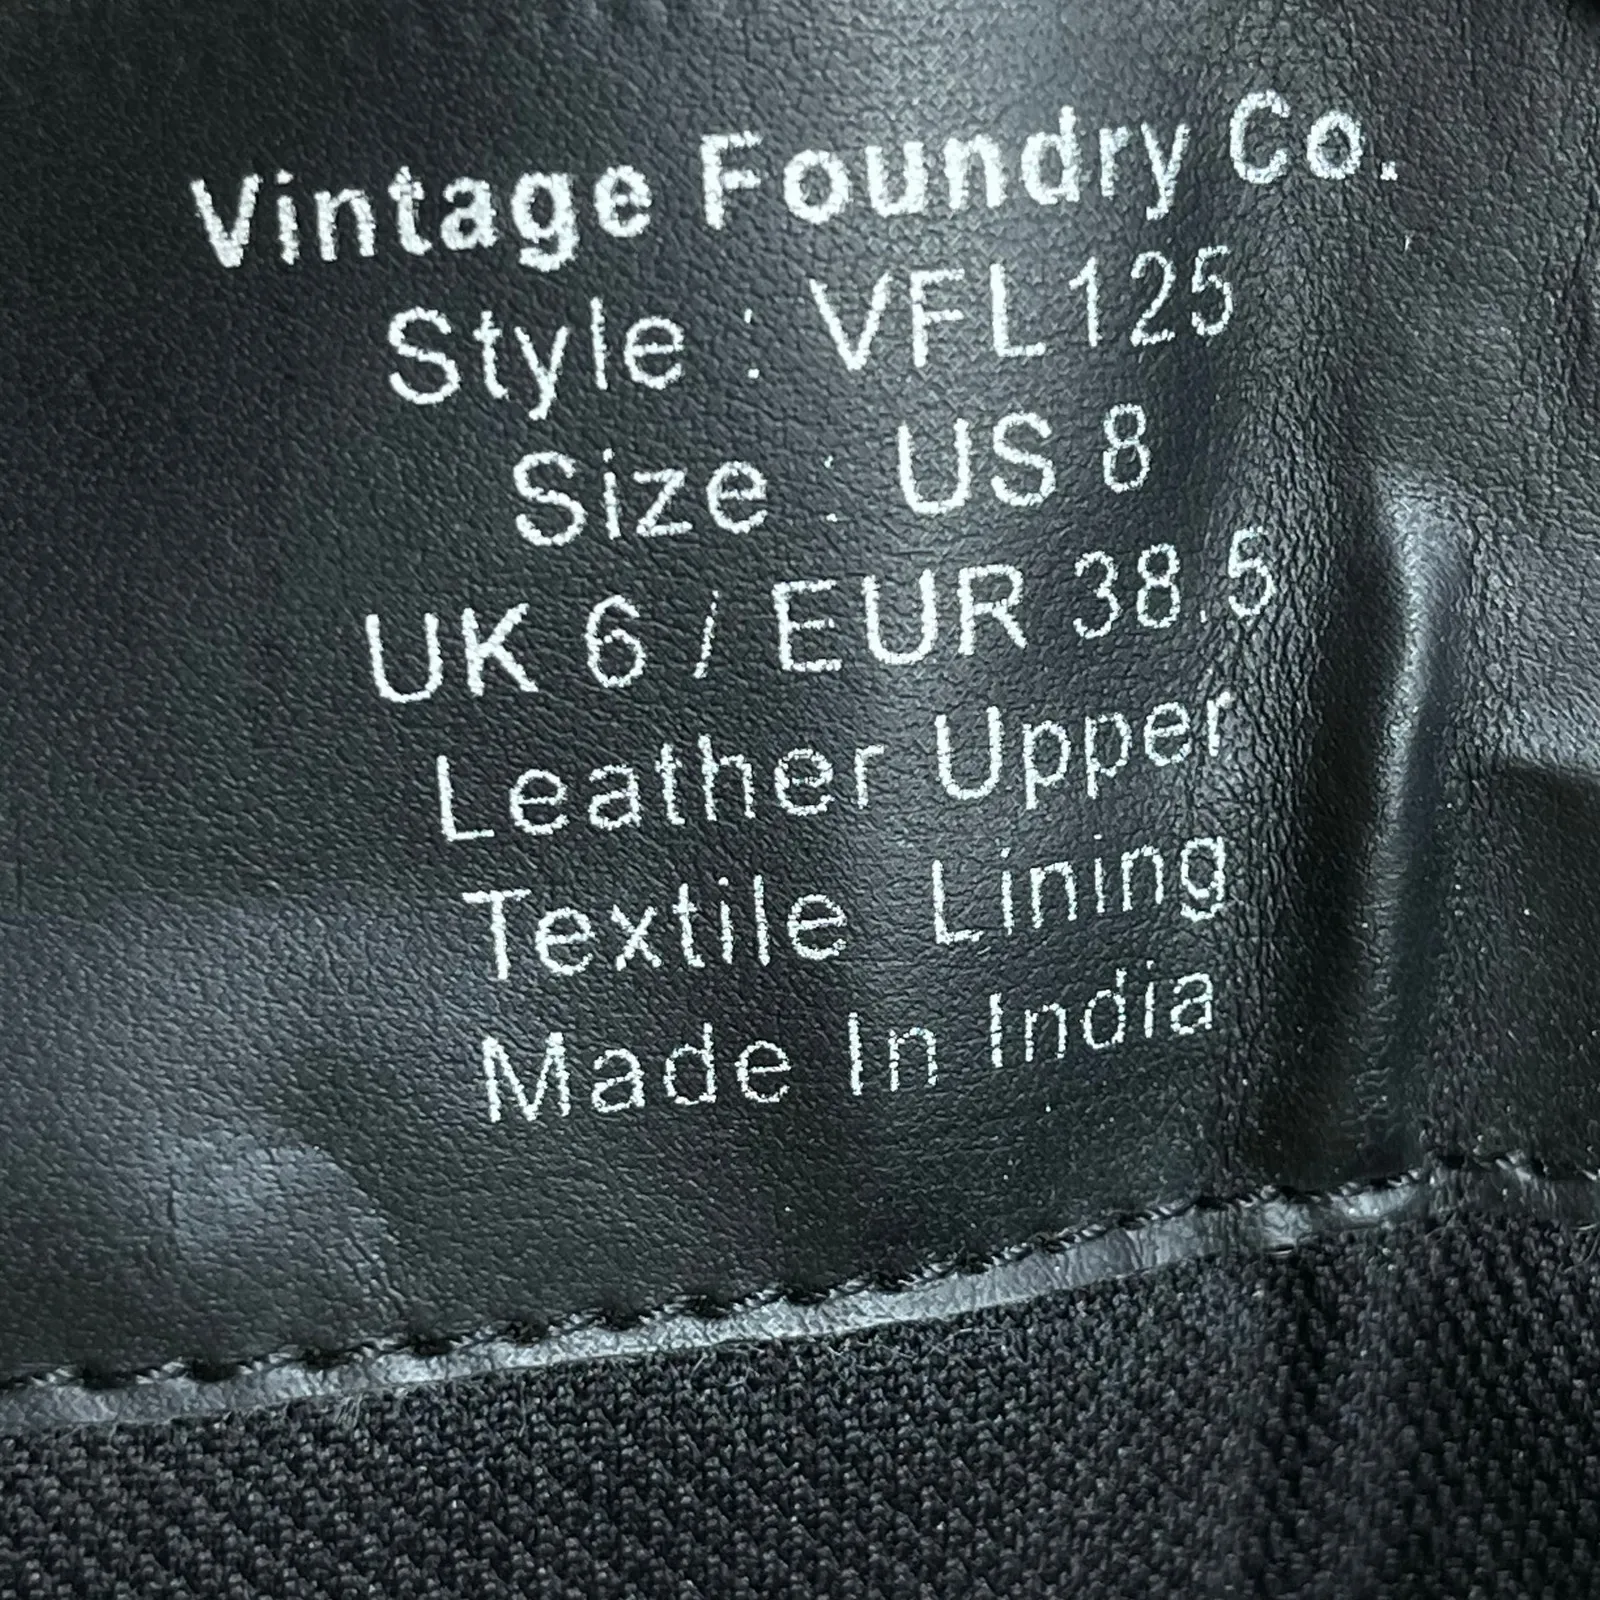 Vintage Foundry Co.
Style : VFL125
Size : US 8
UK 6 / EUR 38.5
Leather Upper
Textile Lining
Made In India